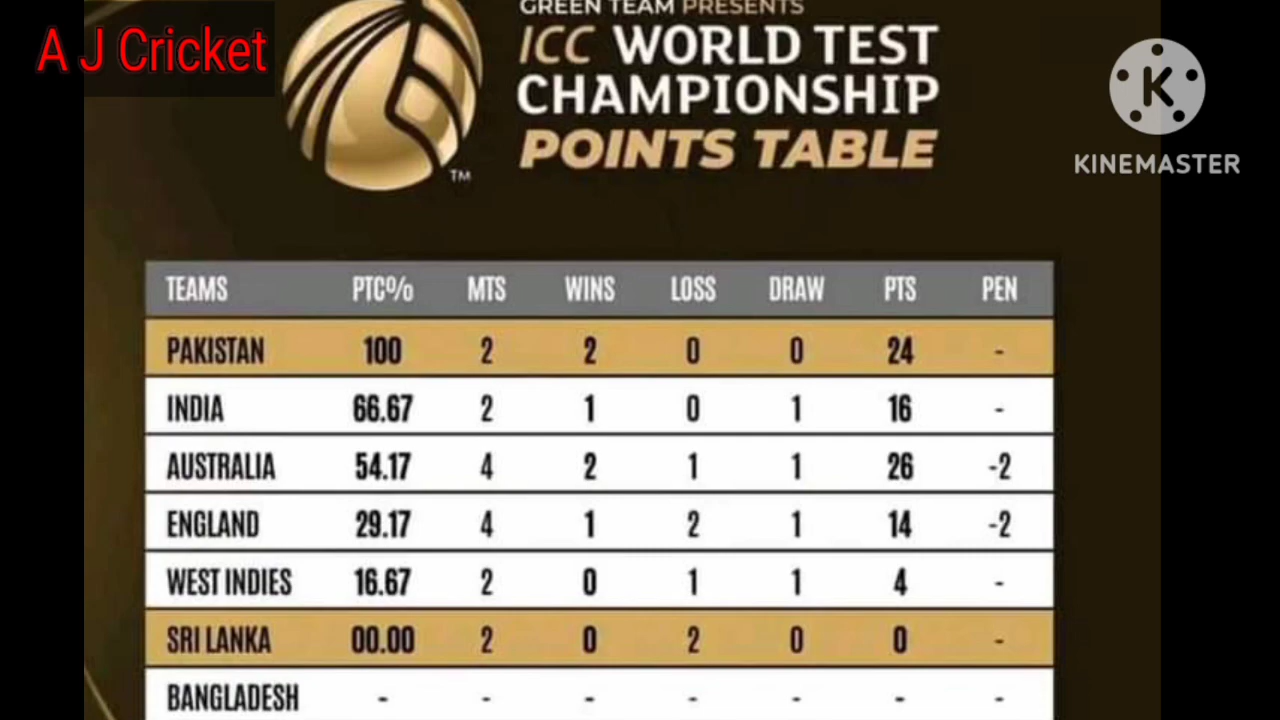 A J Cricket
GREEN TEAM PRESENTS
ICC WORLD TEST
CHAMPIONSHIP
POINTS TABLE
TM
K
KINEMASTER
TEAMS PTC% MTS WINS LOSS DRAW PTS PEN
PAKISTAN 100 2 2 0 0 24 -
INDIA 66.67 2 1 0 1 16 -
AUSTRALIA 54.17 4 2 1 1 26 -2
ENGLAND 29.17 4 1 2 1 14 -2
WEST INDIES 16.67 2 0 1 1 4 -
SRI LANKA 00.00 2 0 2 0 0 -
BANGLADESH - - - - - - -